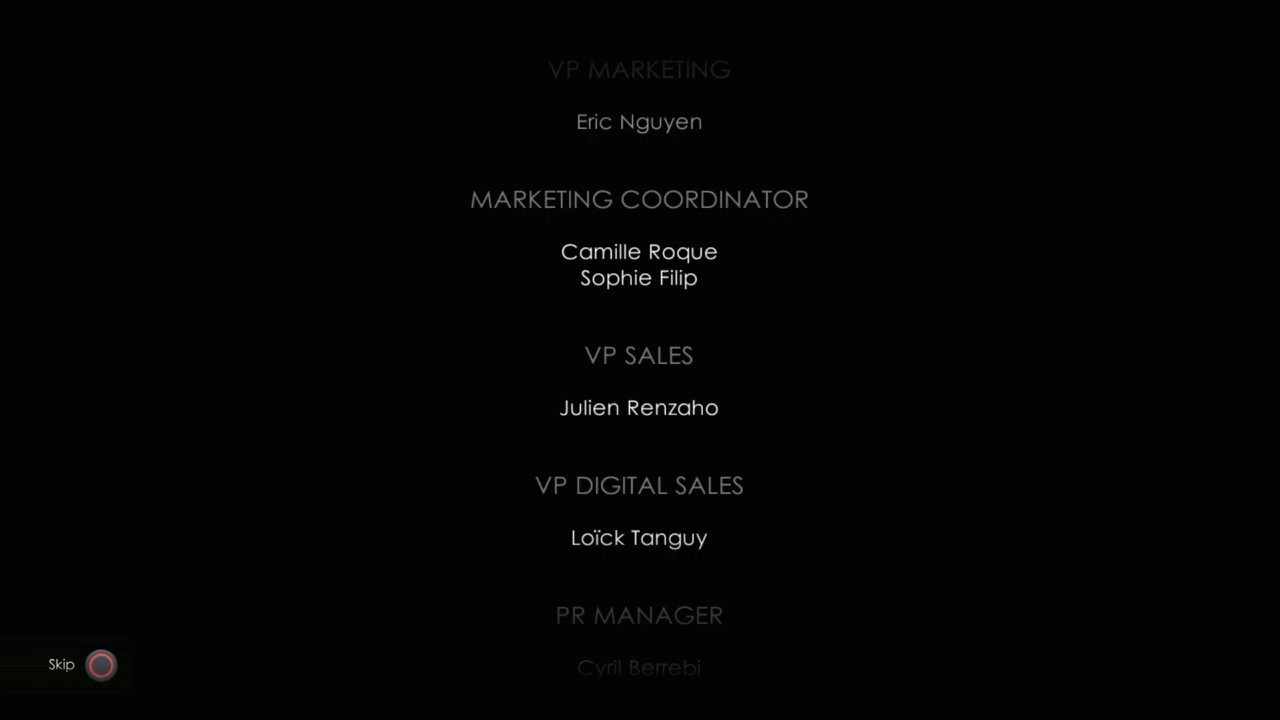 VP MARKETING
Eric Nguyen
MARKETING COORDINATOR
Camille Roque
Sophie Filip
VP SALES
Julien Renzaho
VP DIGITAL SALES
Loïck Tanguy
PR MANAGER
Cyril Berrebi
Skip